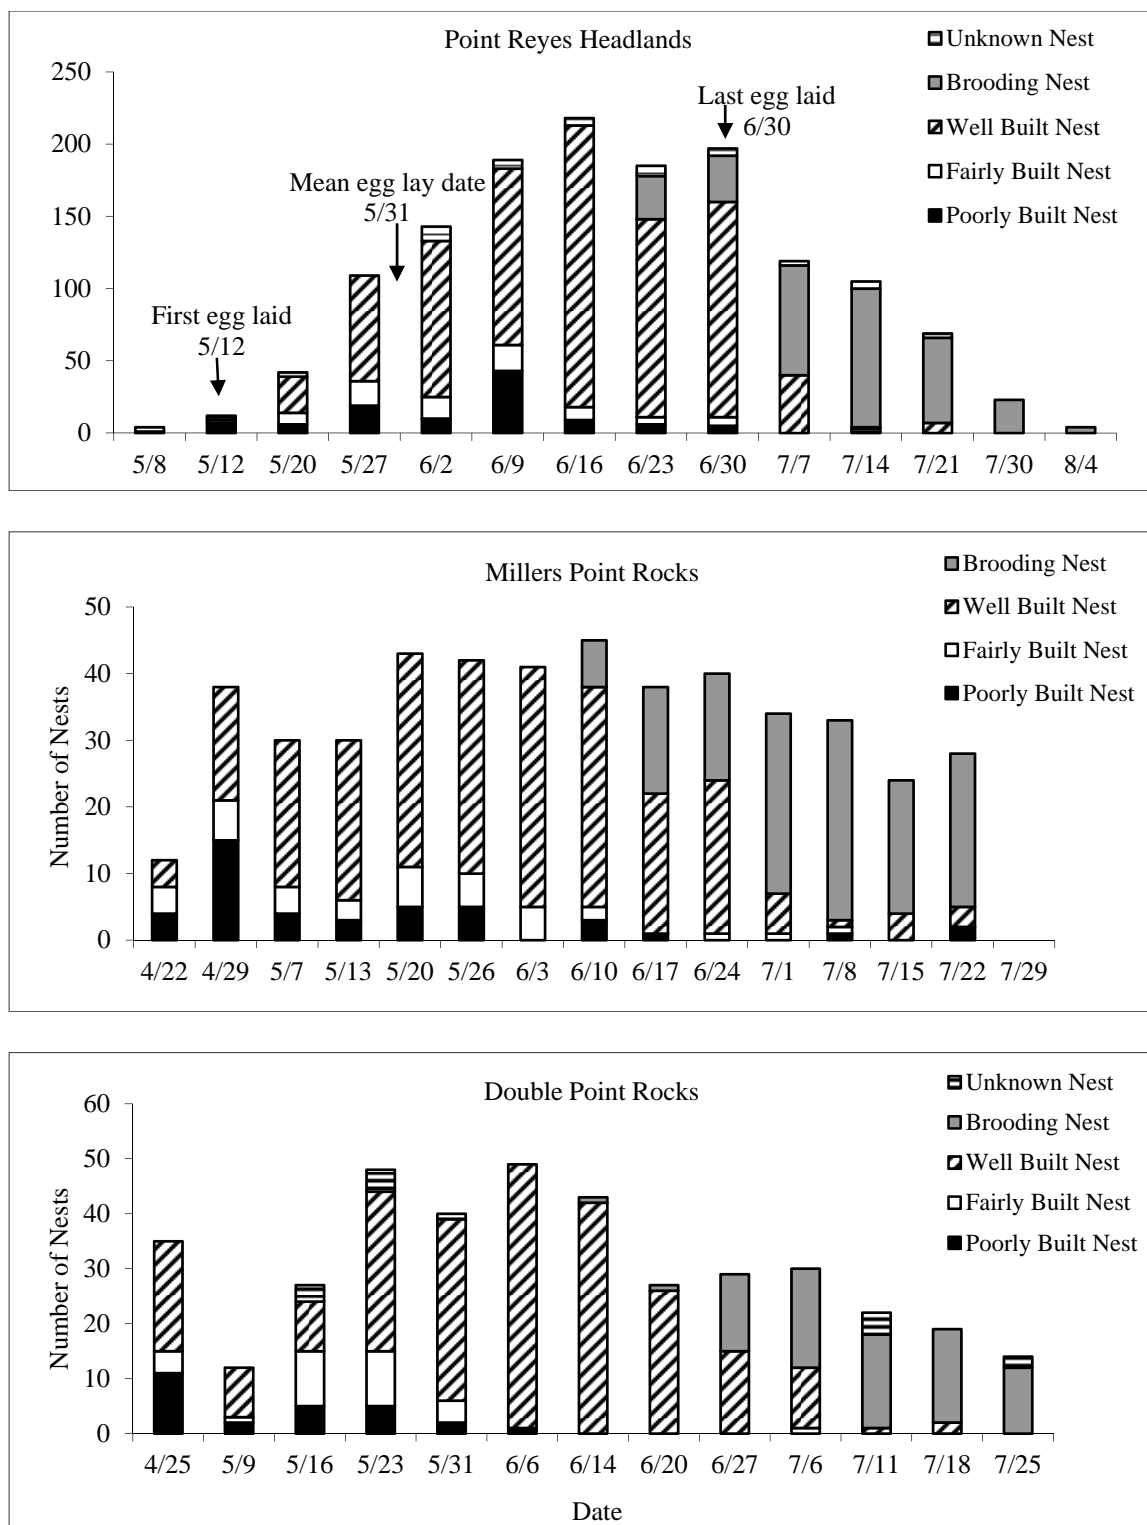 Point Reyes Headlands
Unknown Nest
Brooding Nest
Well Built Nest
Fairly Built Nest
Poorly Built Nest
250
200
150
100
50
0
First egg laid
5/12
Mean egg lay date
5/31
Last egg laid
6/30
5/8 5/12 5/20 5/27 6/2 6/9 6/16 6/23 6/30 7/7 7/14 7/21 7/30 8/4
Millers Point Rocks
Brooding Nest
Well Built Nest
Fairly Built Nest
Poorly Built Nest
Number of Nests
50
40
30
20
10
0
4/22 4/29 5/7 5/13 5/20 5/26 6/3 6/10 6/17 6/24 7/1 7/8 7/15 7/22 7/29
Double Point Rocks
Unknown Nest
Brooding Nest
Well Built Nest
Fairly Built Nest
Poorly Built Nest
Number of Nests
60
50
40
30
20
10
0
4/25 5/9 5/16 5/23 5/31 6/6 6/14 6/20 6/27 7/6 7/11 7/18 7/25
Date